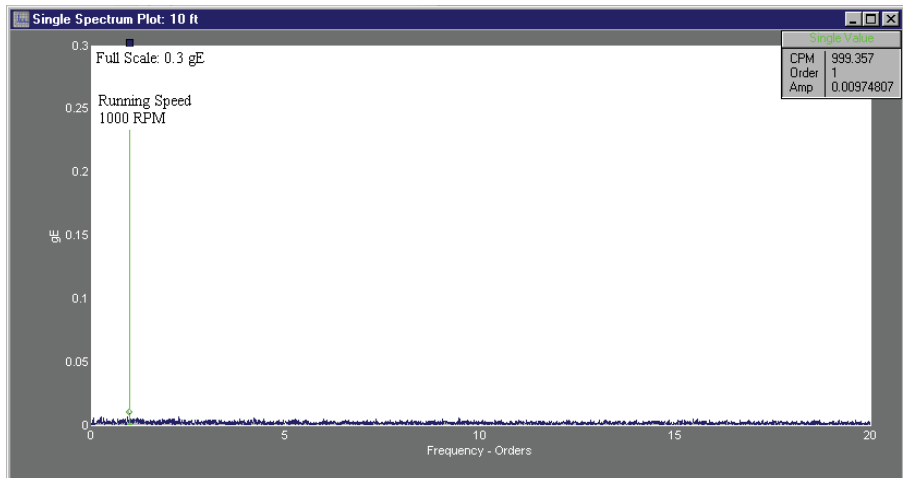 Single Spectrum Plot: 10 ft
Full Scale: 0.3 gE
Running Speed
1000 RPM
Single Value
CPM 999.357
Order 1
Amp 0.00974807
0.3
0.25
0.2
0.15
0.1
0.05
0
gE
0
5
10
15
20
Frequency - Orders